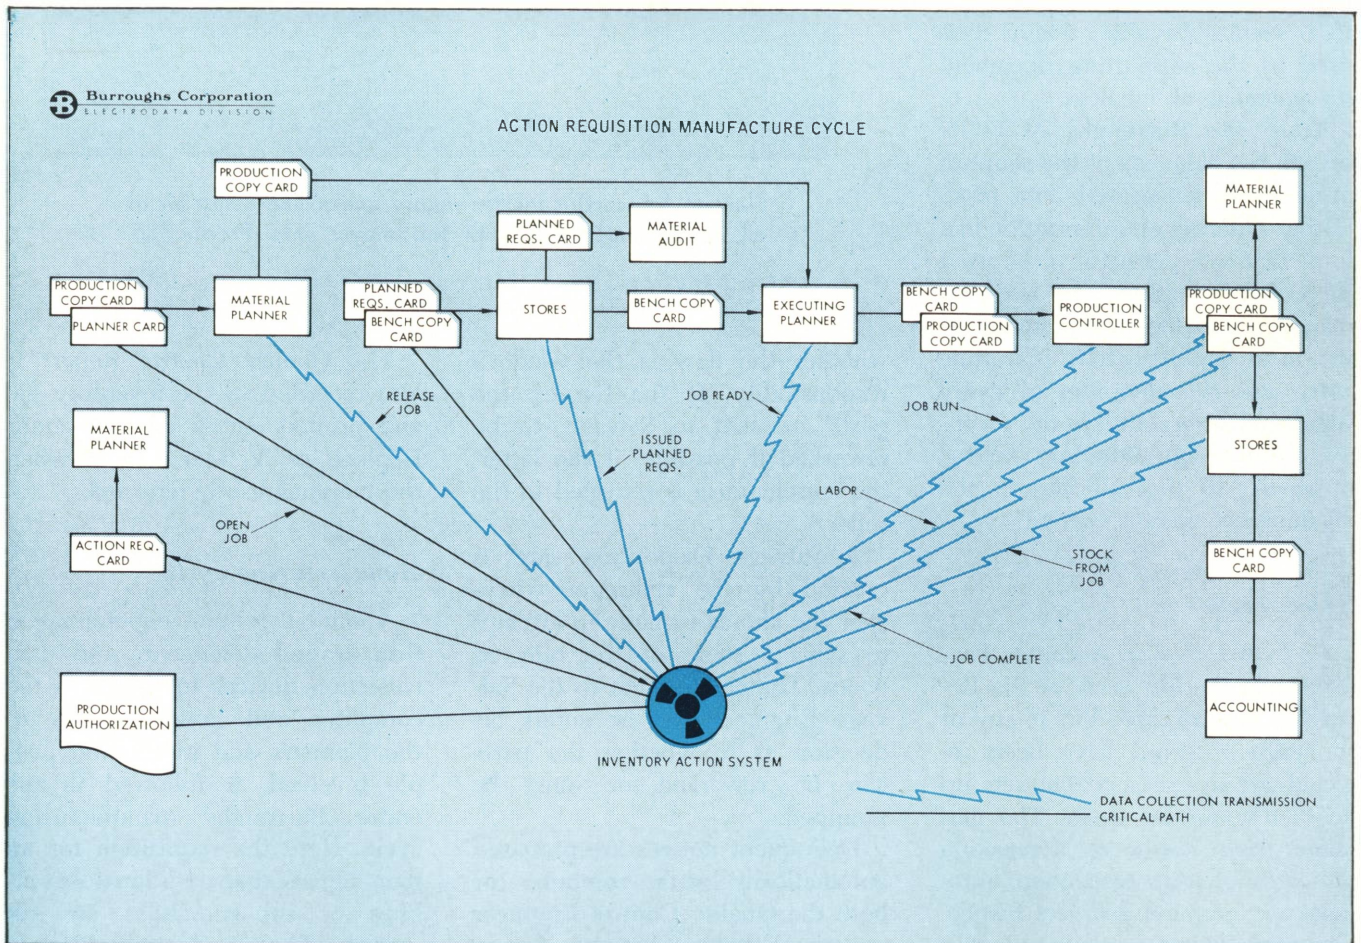 Burroughs Corporation
ELECTRODATA DIVISION
ACTION REQUISITION MANUFACTURE CYCLE
PRODUCTION
COPY CARD
MATERIAL
PLANNER
PLANNED
REQS. CARD
MATERIAL
AUDIT
PRODUCTION
COPY CARD
PLANNER CARD
MATERIAL
PLANNER
PLANNED
REQS. CARD
BENCH COPY
CARD
STORES
BENCH COPY
CARD
EXECUTING
PLANNER
BENCH COPY
CARD
PRODUCTION
COPY CARD
PRODUCTION
CONTROLLER
PRODUCTION
COPY CARD
BENCH COPY
CARD
RELEASE
JOB
JOB READY
JOB RUN
MATERIAL
PLANNER
ISSUED
PLANNED
REQS.
STORES
LABOR
OPEN
JOB
ACTION REQ.
CARD
STOCK
FROM
JOB
BENCH COPY
CARD
JOB COMPLETE
PRODUCTION
AUTHORIZATION
ACCOUNTING
INVENTORY ACTION SYSTEM
DATA COLLECTION TRANSMISSION
CRITICAL PATH